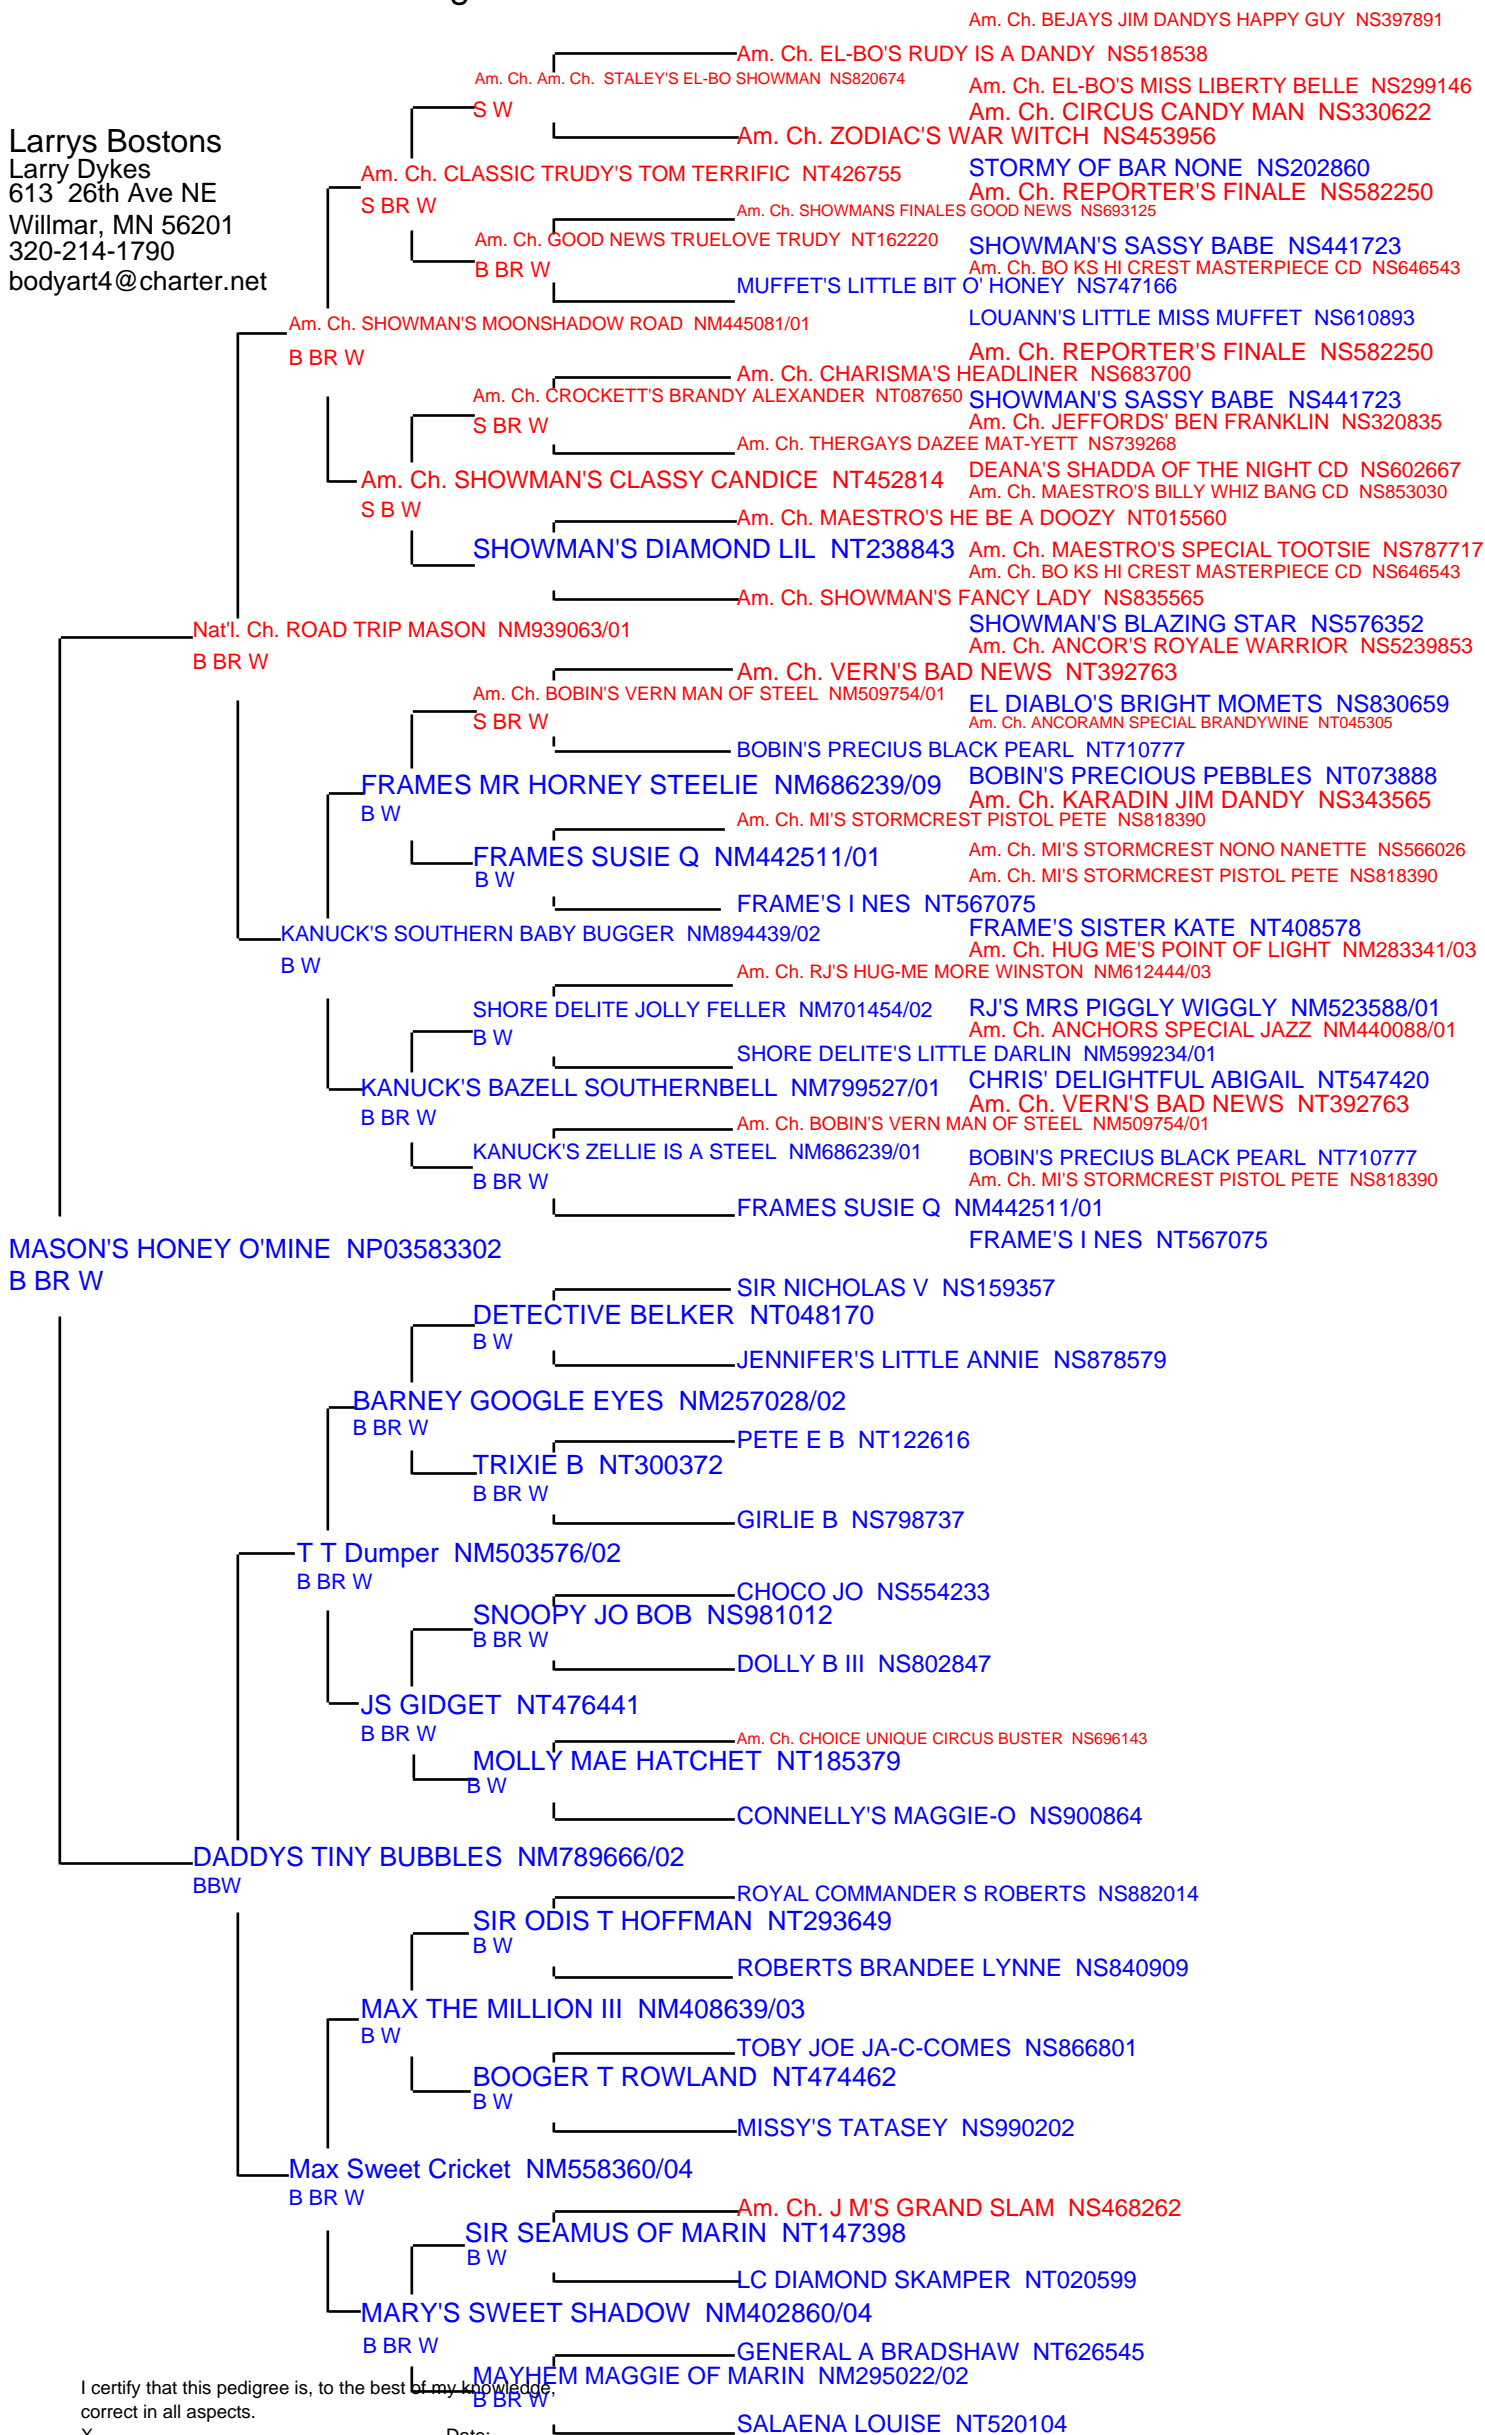 Am. Ch. BEJAYS JIM DANDYS HAPPY GUY NS397891
Am. Ch. EL-BO'S RUDY IS A DANDY NS518538
Am. Ch. Am. Ch. STALEY'S EL-BO SHOWMAN NS820674
Am. Ch. EL-BO'S MISS LIBERTY BELLE NS299146
S W
Am. Ch. CIRCUS CANDY MAN NS330622
Larrys Bostons
Am. Ch. ZODIAC'S WAR WITCH NS453956
Larry Dykes
Am. Ch. CLASSIC TRUDY'S TOM TERRIFIC NT426755
STORMY OF BAR NONE NS202860
613 26th Ave NE
S BR W
Am. Ch. REPORTER'S FINALE NS582250
Am. Ch. SHOWMANS FINALES GOOD NEWS NS693125
Willmar, MN 56201
Am. Ch. GOOD NEWS TRUELOVE TRUDY NT162220
320-214-1790
SHOWMAN'S SASSY BABE NS441723
B BR W
Am. Ch. BO KS HI CREST MASTERPIECE CD NS646543
bodyart4@charter.net
MUFFET'S LITTLE BIT O' HONEY NS747166
Am. Ch. SHOWMAN'S MOONSHADOW ROAD NM445081/01
LOUANN'S LITTLE MISS MUFFET NS610893
B BR W
Am. Ch. REPORTER'S FINALE NS582250
Am. Ch. CHARISMA'S HEADLINER NS683700
Am. Ch. CROCKETT'S BRANDY ALEXANDER NT087650
SHOWMAN'S SASSY BABE NS441723
S BR W
Am. Ch. JEFFORDS' BEN FRANKLIN NS320835
Am. Ch. THERGAYS DAZEE MAT-YETT NS739268
Am. Ch. SHOWMAN'S CLASSY CANDICE NT452814
DEANA'S SHADDA OF THE NIGHT CD NS602667
S B W
Am. Ch. MAESTRO'S BILLY WHIZ BANG CD NS853030
Am. Ch. MAESTRO'S HE BE A DOOZY NT015560
SHOWMAN'S DIAMOND LIL NT238843
Am. Ch. MAESTRO'S SPECIAL TOOTSIE NS787717
Am. Ch. BO KS HI CREST MASTERPIECE CD NS646543
Am. Ch. SHOWMAN'S FANCY LADY NS835565
Nat'l. Ch. ROAD TRIP MASON NM939063/01
SHOWMAN'S BLAZING STAR NS576352
B BR W
Am. Ch. ANCOR'S ROYALE WARRIOR NS5239853
Am. Ch. VERN'S BAD NEWS NT392763
Am. Ch. BOBIN'S VERN MAN OF STEEL NM509754/01
EL DIABLO'S BRIGHT MOMETS NS830659
S BR W
Am. Ch. ANCORAMN SPECIAL BRANDYWINE NT045305
BOBIN'S PRECIUS BLACK PEARL NT710777
FRAMES MR HORNEY STEELIE NM686239/09
BOBIN'S PRECIOUS PEBBLES NT073888
B W
Am. Ch. KARADIN JIM DANDY NS343565
Am. Ch. MI'S STORMCREST PISTOL PETE NS818390
FRAMES SUSIE Q NM442511/01
Am. Ch. MI'S STORMCREST NONO NANETTE NS566026
B W
Am. Ch. MI'S STORMCREST PISTOL PETE NS818390
FRAME'S I NES NT567075
KANUCK'S SOUTHERN BABY BUGGER NM894439/02
FRAME'S SISTER KATE NT408578
B W
Am. Ch. HUG ME'S POINT OF LIGHT NM283341/03
Am. Ch. RJ'S HUG-ME MORE WINSTON NM612444/03
SHORE DELITE JOLLY FELLER NM701454/02
RJ'S MRS PIGGLY WIGGLY NM523588/01
B W
Am. Ch. ANCHORS SPECIAL JAZZ NM440088/01
SHORE DELITE'S LITTLE DARLIN NM599234/01
KANUCK'S BAZELL SOUTHERNBELL NM799527/01
CHRIS' DELIGHTFUL ABIGAIL NT547420
B BR W
Am. Ch. VERN'S BAD NEWS NT392763
Am. Ch. BOBIN'S VERN MAN OF STEEL NM509754/01
KANUCK'S ZELLIE IS A STEEL NM686239/01
BOBIN'S PRECIUS BLACK PEARL NT710777
B BR W
Am. Ch. MI'S STORMCREST PISTOL PETE NS818390
FRAMES SUSIE Q NM442511/01
MASON'S HONEY O'MINE NP03583302
FRAME'S I NES NT567075
B BR W
SIR NICHOLAS V NS159357
DETECTIVE BELKER NT048170
B W
JENNIFER'S LITTLE ANNIE NS878579
BARNEY GOOGLE EYES NM257028/02
B BR W
PETE E B NT122616
TRIXIE B NT300372
B BR W
GIRLIE B NS798737
T T Dumper NM503576/02
B BR W
CHOCO JO NS554233
SNOOPY JO BOB NS981012
B BR W
DOLLY B III NS802847
JS GIDGET NT476441
B BR W
Am. Ch. CHOICE UNIQUE CIRCUS BUSTER NS696143
MOLLY MAE HATCHET NT185379
B W
CONNELLY'S MAGGIE-O NS900864
DADDYS TINY BUBBLES NM789666/02
BBW
ROYAL COMMANDER S ROBERTS NS882014
SIR ODIS T HOFFMAN NT293649
B W
ROBERTS BRANDEE LYNNE NS840909
MAX THE MILLION III NM408639/03
B W
TOBY JOE JA-C-COMES NS866801
BOOGER T ROWLAND NT474462
B W
MISSY'S TATASEY NS990202
Max Sweet Cricket NM558360/04
B BR W
Am. Ch. J M'S GRAND SLAM NS468262
SIR SEAMUS OF MARIN NT147398
B W
LC DIAMOND SKAMPER NT020599
MARY'S SWEET SHADOW NM402860/04
B BR W
GENERAL A BRADSHAW NT626545
MAYHEM MAGGIE OF MARIN NM295022/02
I certify that this pedigree is, to the best of my knowledge,
B BR W
correct in all aspects.
SALAENA LOUISE NT520104
X Date: